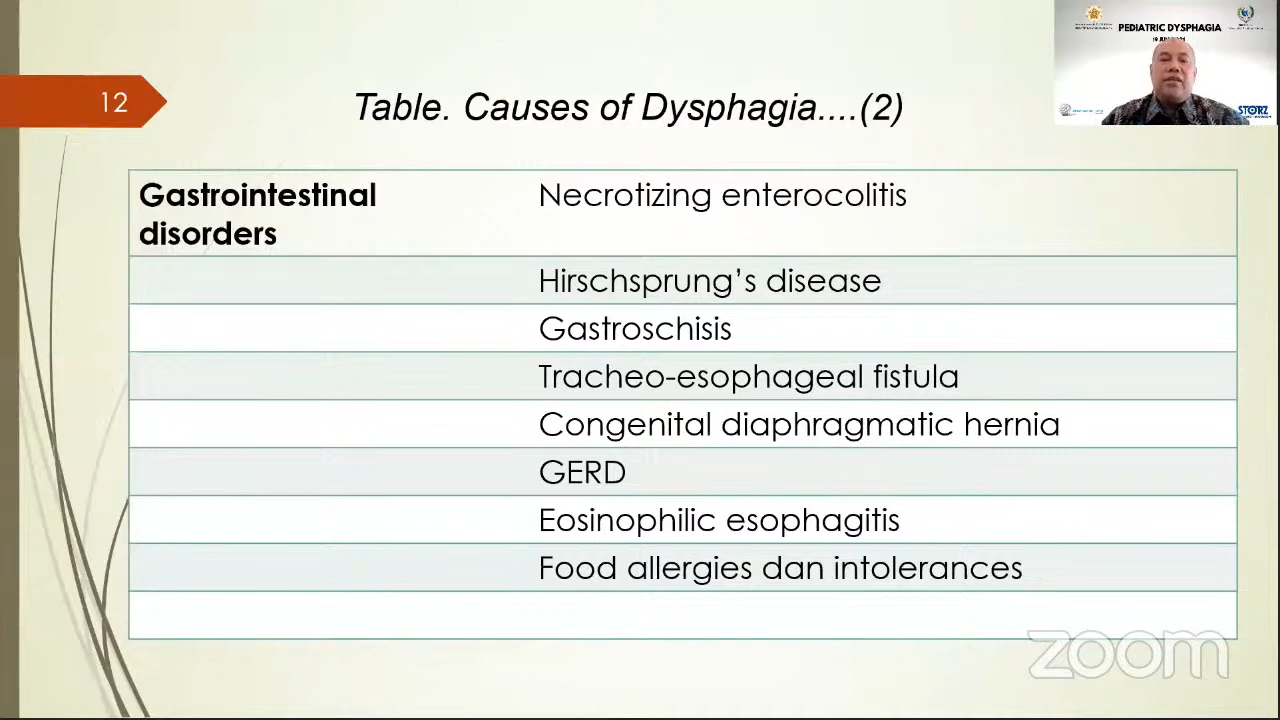 12
Table. Causes of Dysphagia....(2)
PEDIATRIC DYSPHAGIA
STORZ
Gastrointestinal
disorders
Necrotizing enterocolitis
Hirschsprung’s disease
Gastroschisis
Tracheo-esophageal fistula
Congenital diaphragmatic hernia
GERD
Eosinophilic esophagitis
Food allergies dan intolerances
zoom